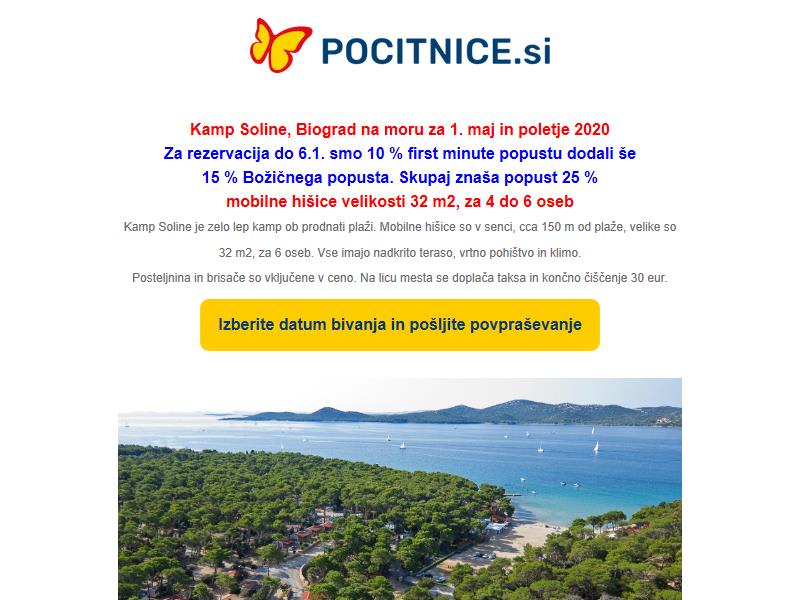 POCITNICE.si
Kamp Soline, Biograd na moru za 1. maj in poletje 2020
Za rezervacija do 6.1. smo 10 % first minute popustu dodali še
15 % Božičnega popusta. Skupaj znaša popust 25 %
mobilne hišice velikosti 32 m2, za 4 do 6 oseb
Kamp Soline je zelo lep kamp ob prodnati plaži. Mobilne hišice so v senci, cca 150 m od plaže, velike so
32 m2, za 6 oseb. Vse imajo nadkrito teraso, vrtno pohištvo in klimo.
Posteljnina in brisače so vključene v ceno. Na licu mesta se doplača taksa in končno čiščenje 30 eur.
Izberite datum bivanja in pošljite povpraševanje